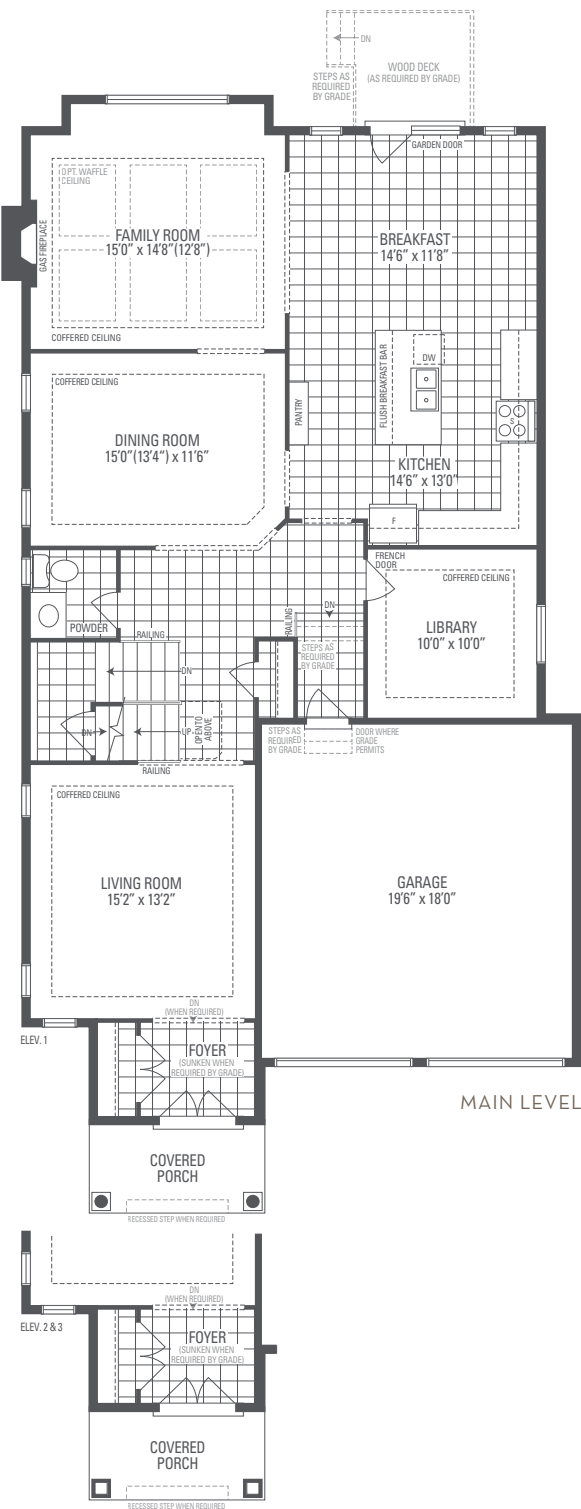 DN
WOOD DECK
(AS REQUIRED BY GRADE)
STEPS AS
REQUIRED
BY GRADE
GARDEN DOOR
OPT. WAFFLE
CEILING
GAS FIREPLACE
FAMILY ROOM
15'0" x 14'8"(12'8")
COFFERED CEILING
BREAKFAST
14'6" x 11'8"
COFFERED CEILING
DINING ROOM
15'0"(13'4") x 11'6"
PANTRY
FLUSH BREAKFAST BAR
DW
S
KITCHEN
14'6" x 13'0"
F
FRENCH
DOOR
COFFERED CEILING
LIBRARY
10'0" x 10'0"
POWDER
RAILING
DN
RAILING
DN
STEPS AS
REQUIRED
BY GRADE
DN
UP
OPEN TO
ABOVE
RAILING
STEPS AS
REQUIRED
BY GRADE
DOOR WHERE
GRADE
PERMITS
COFFERED CEILING
LIVING ROOM
15'2" x 13'2"
GARAGE
19'6" x 18'0"
DN
(WHEN REQUIRED)
ELEV. 1
FOYER
(SUNKEN WHEN
REQUIRED BY GRADE)
MAIN LEVEL
COVERED
PORCH
RECESSED STEP WHEN REQUIRED
DN
(WHEN REQUIRED)
ELEV. 2 & 3
FOYER
(SUNKEN WHEN
REQUIRED BY GRADE)
COVERED
PORCH
RECESSED STEP WHEN REQUIRED